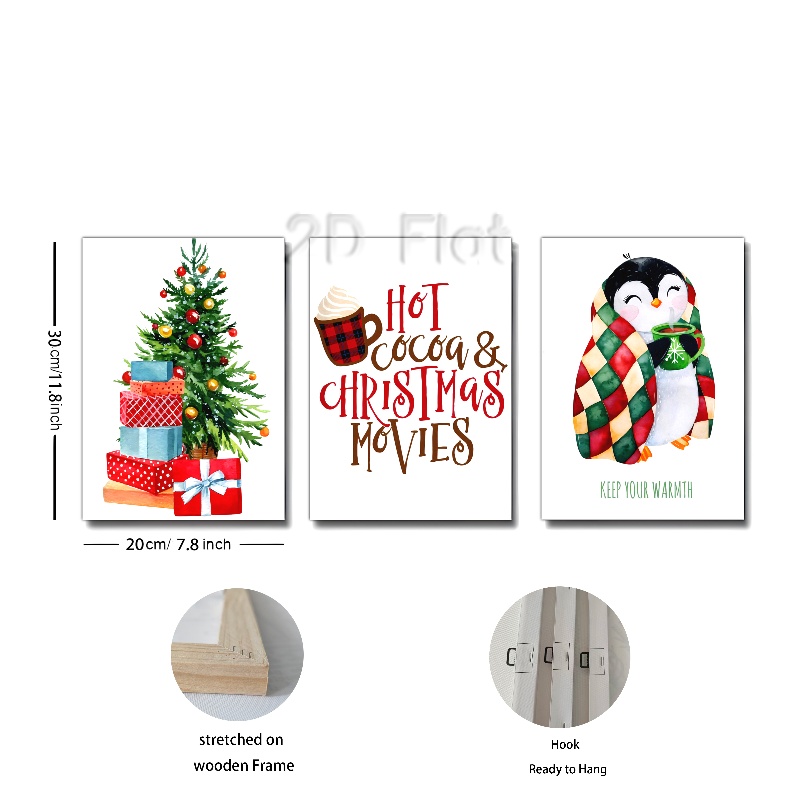 2D Flat
30cm/11.8inch
HOT
COCOA &
CHRISTMAS
MOVIES
KEEP YOUR WARMTH
20cm/ 7.8 inch
stretched on
wooden Frame
Hook
Ready to Hang